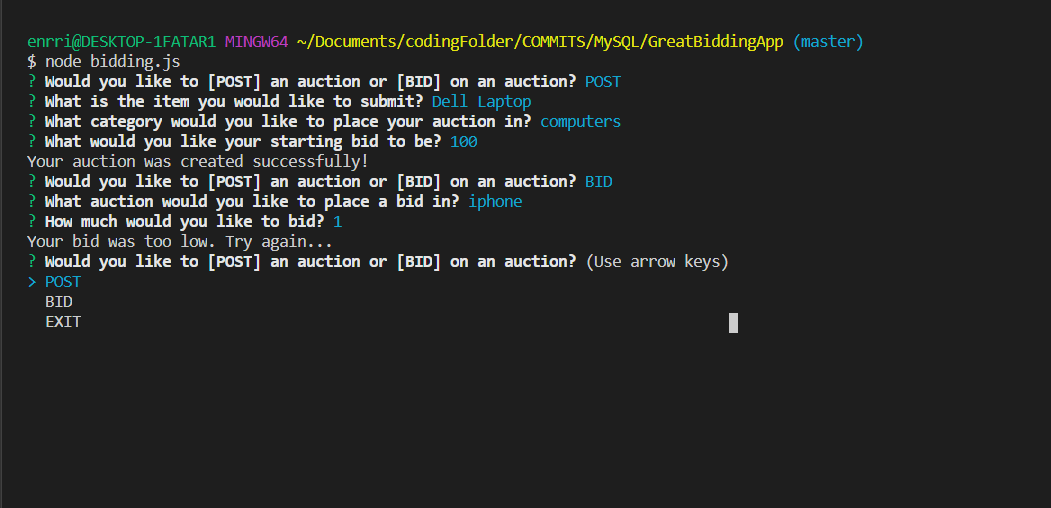 enrri@DESKTOP-1FATAR1 MINGW64 ~/Documents/codingFolder/COMMITS/MySQL/GreatBiddingApp (master)
$ node bidding.js
? Would you like to [POST] an auction or [BID] on an auction? POST
? What is the item you would like to submit? Dell Laptop
? What category would you like to place your auction in? computers
? What would you like your starting bid to be? 100
Your auction was created successfully!
? Would you like to [POST] an auction or [BID] on an auction? BID
? What auction would you like to place a bid in? iphone
? How much would you like to bid? 1
Your bid was too low. Try again...
? Would you like to [POST] an auction or [BID] on an auction? (Use arrow keys)
> POST
  BID
  EXIT